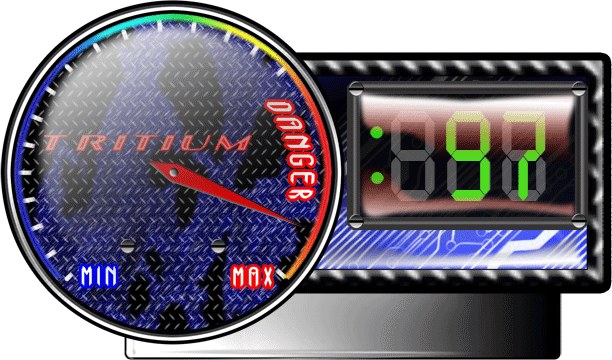 DANGER
TRITIUM
: 97
MIN
MAX